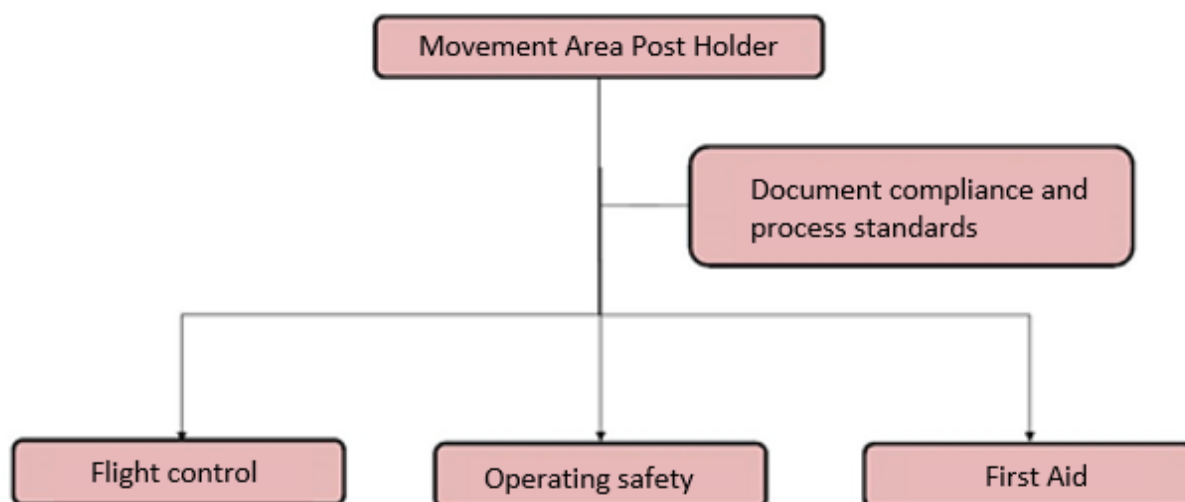 Movement Area Post Holder
Document compliance and
process standards
Flight control
Operating safety
First Aid